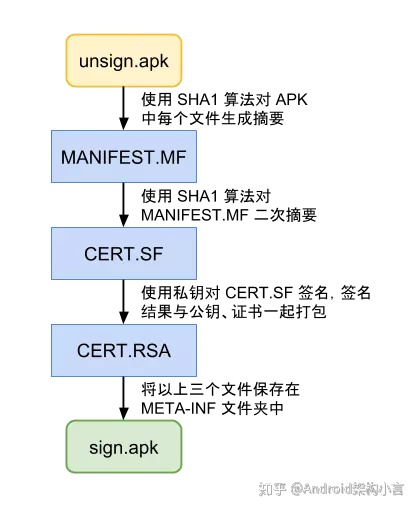 unsign.apk
使用 SHA1 算法对 APK
中每个文件生成摘要
MANIFEST.MF
使用 SHA1 算法对
MANIFEST.MF 二次摘要
CERT.SF
使用私钥对 CERT.SF 签名，签名
结果与公钥、证书一起打包
CERT.RSA
将以上三个文件保存在
META-INF 文件夹中
sign.apk
知乎 @Android架构小言